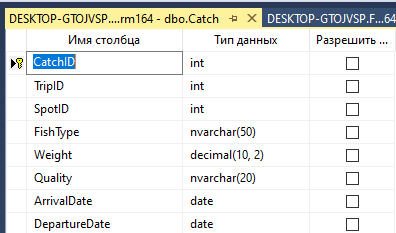 DESKTOP-GTOJVSP....rm164 - dbo.Catch DESKTOP-GTOJVSP.F...64
Имя столбца Тип данных Разрешить ...
CatchID int
TripID int
SpotID int
FishType nvarchar(50)
Weight decimal(10, 2)
Quality nvarchar(20)
ArrivalDate date
DepartureDate date